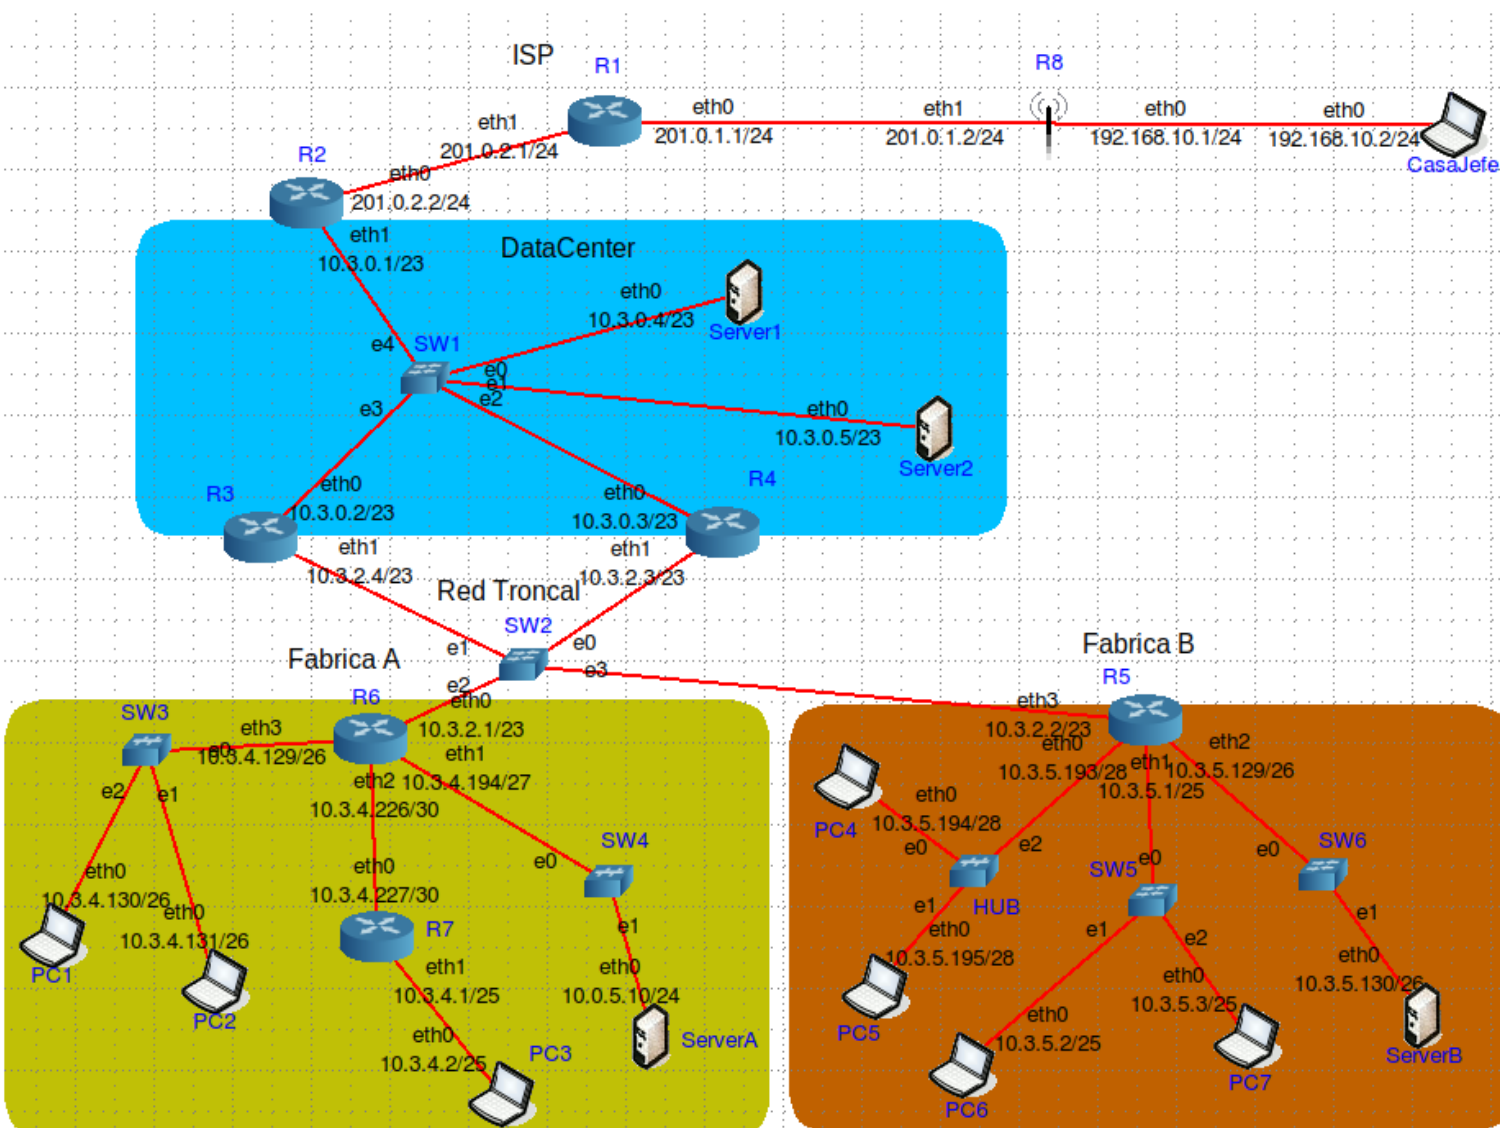 ISP
R1
R8
eth0
eth1
eth0
eth0
eth1
201.0.1.1/24
201.0.1.2/24
192.168.10.1/24
192.168.10.2/24
201.0.2.1/24
CasaJefe
R2
eth0
201.0.2.2/24
eth1
10.3.0.1/23
DataCenter
eth0
10.3.0.4/23
Server1
e4
SW1
e0
e1
e2
e3
eth0
10.3.0.5/23
Server2
R3
eth0
10.3.0.2/23
R4
eth0
10.3.0.3/23
eth1
10.3.2.4/23
eth1
10.3.2.3/23
Red Troncal
SW2
e1
e0
e3
e2
Fabrica A
Fabrica B
R6
eth0
10.3.2.1/23
R5
eth3
10.3.2.2/23
SW3
eth3
e0
10.3.4.129/26
eth1
10.3.4.194/27
eth2
10.3.4.226/30
eth0
10.3.5.193/28
eth1
10.3.5.1/25
eth2
10.3.5.129/26
e2
e1
eth0
10.3.4.130/26
PC1
eth0
10.3.4.131/26
PC2
eth0
10.3.4.227/30
R7
eth1
10.3.4.1/25
eth0
10.3.4.2/25
PC3
SW4
e0
e1
eth0
10.0.5.10/24
ServerA
PC4
eth0
10.3.5.194/28
e0
e2
HUB
e1
eth0
10.3.5.195/28
PC5
SW5
e0
e1
e2
eth0
10.3.5.2/25
PC6
eth0
10.3.5.3/25
PC7
SW6
e0
e1
eth0
10.3.5.130/26
ServerB